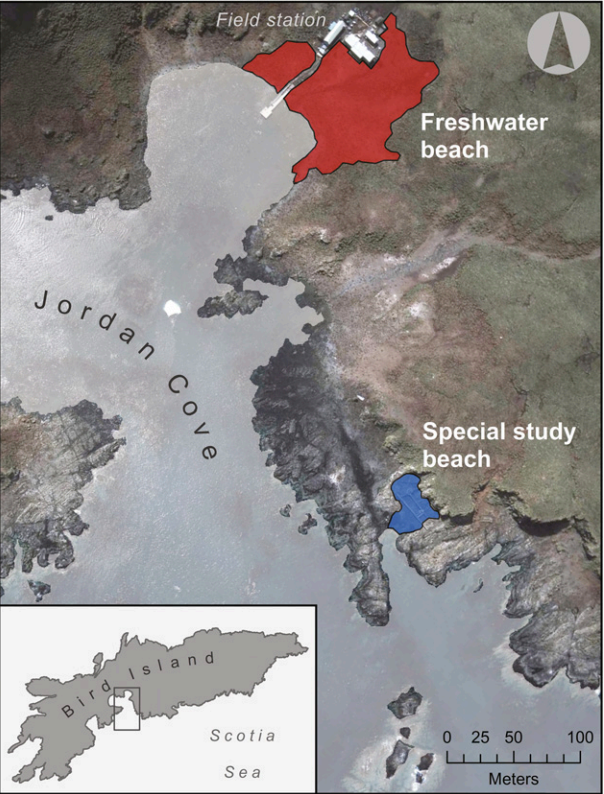 Field station
Freshwater
beach
Jordan Cove
Special study
beach
Bird Island
Scotia
Sea
0 25 50 100
Meters